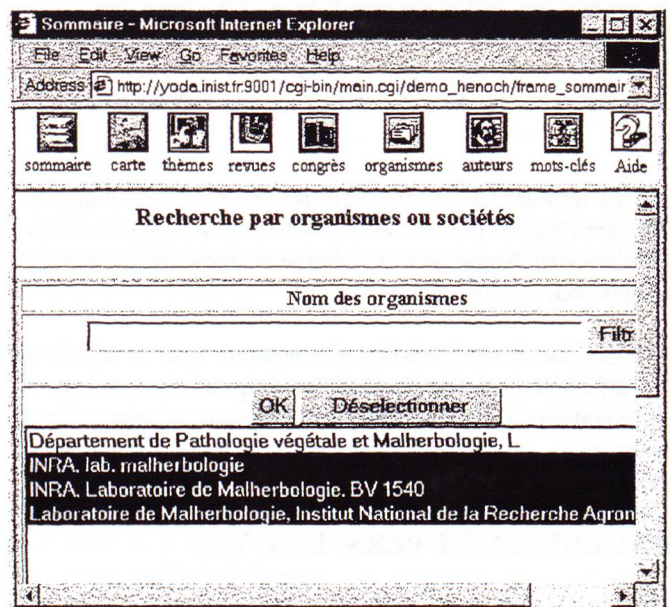 Sommaire - Microsoft Internet Explorer
File Edit View Go Favorites Help
Address http://yoda.inist.fr:9001/cgi-bin/main.cgi/demo_henoch/frame_sommair
sommaire carte thèmes revues congrès organismes auteurs mots-clés Aide
Recherche par organismes ou sociétés
Nom des organismes
Filtr
OK Déselectionner
Département de Pathologie végétale et Malherbologie, L
INRA. lab. malherbologie
INRA. Laboratoire de Malherbologie. BV 1540
Laboratoire de Malherbologie, Institut National de la Recherche Agron